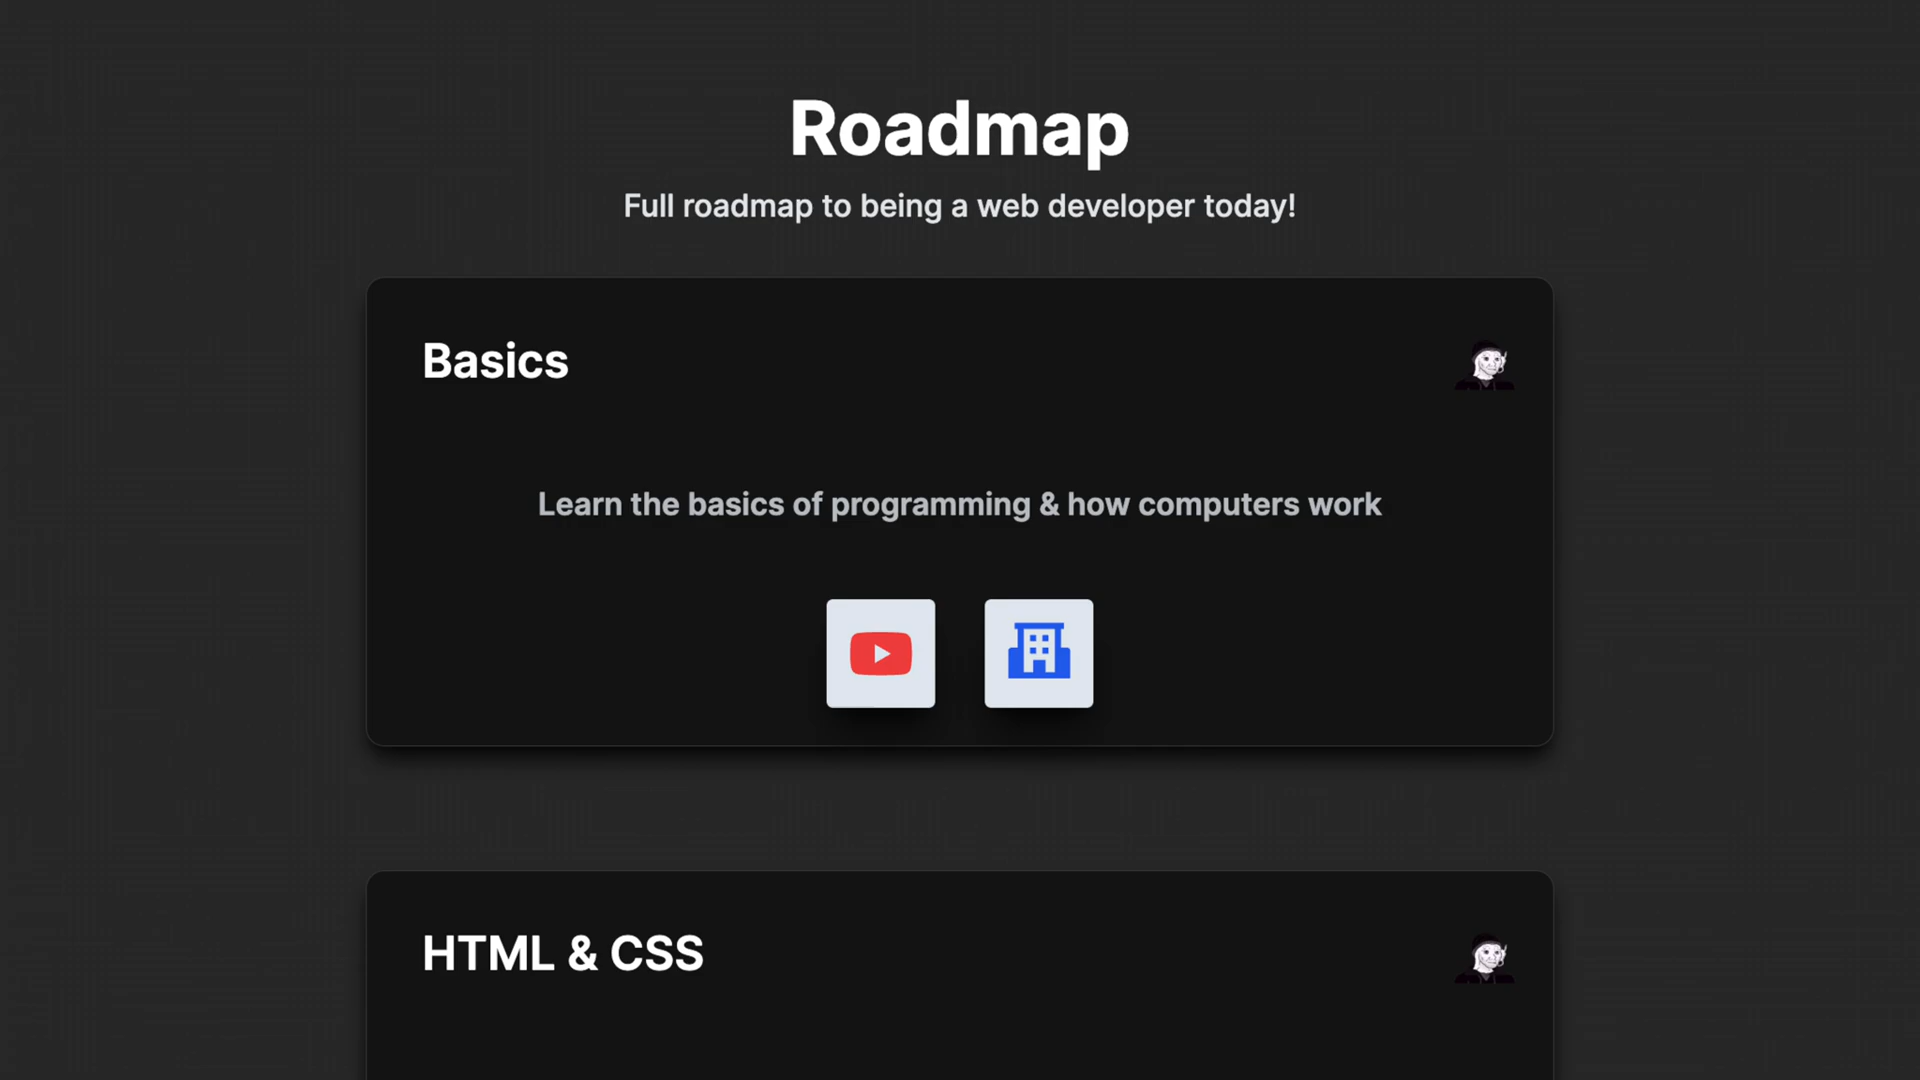 Roadmap
Full roadmap to being a web developer today!
Basics
Learn the basics of programming & how computers work
HTML & CSS